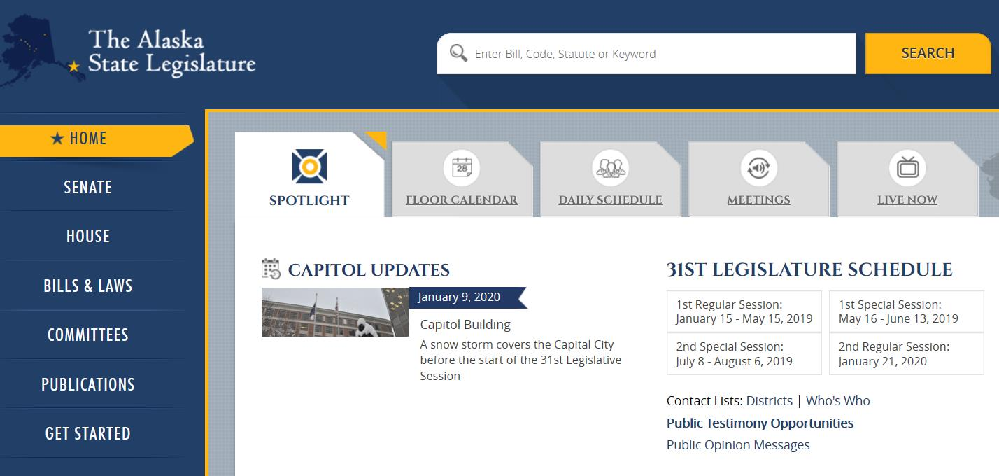 The Alaska
State Legislature
Enter Bill, Code, Statute or Keyword
SEARCH
HOME
SENATE
HOUSE
BILLS & LAWS
COMMITTEES
PUBLICATIONS
GET STARTED
SPOTLIGHT
28
FLOOR CALENDAR
DAILY SCHEDULE
MEETINGS
LIVE NOW
CAPITOL UPDATES
January 9, 2020
Capitol Building
A snow storm covers the Capital City
before the start of the 31st Legislative
Session
31ST LEGISLATURE SCHEDULE
1st Regular Session:
January 15 - May 15, 2019
1st Special Session:
May 16 - June 13, 2019
2nd Special Session:
July 8 - August 6, 2019
2nd Regular Session:
January 21, 2020
Contact Lists: Districts | Who's Who
Public Testimony Opportunities
Public Opinion Messages